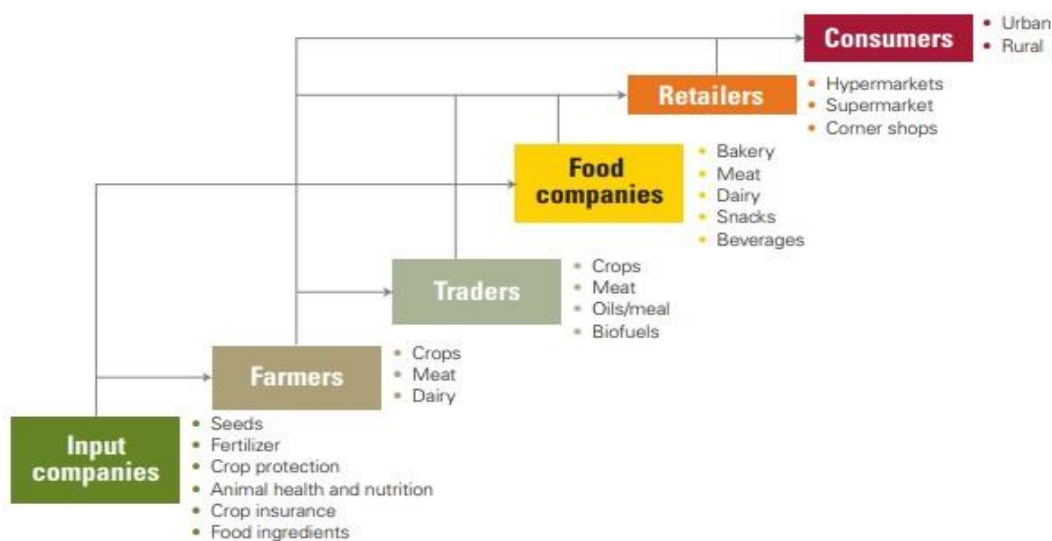 Consumers
• Urban
• Rural
Retailers
• Hypermarkets
• Supermarket
• Corner shops
Food
companies
• Bakery
• Meat
• Dairy
• Snacks
• Beverages
Traders
• Crops
• Meat
• Oils/meal
• Biofuels
Farmers
• Crops
• Meat
• Dairy
Input
companies
• Seeds
• Fertilizer
• Crop protection
• Animal health and nutrition
• Crop insurance
• Food ingredients